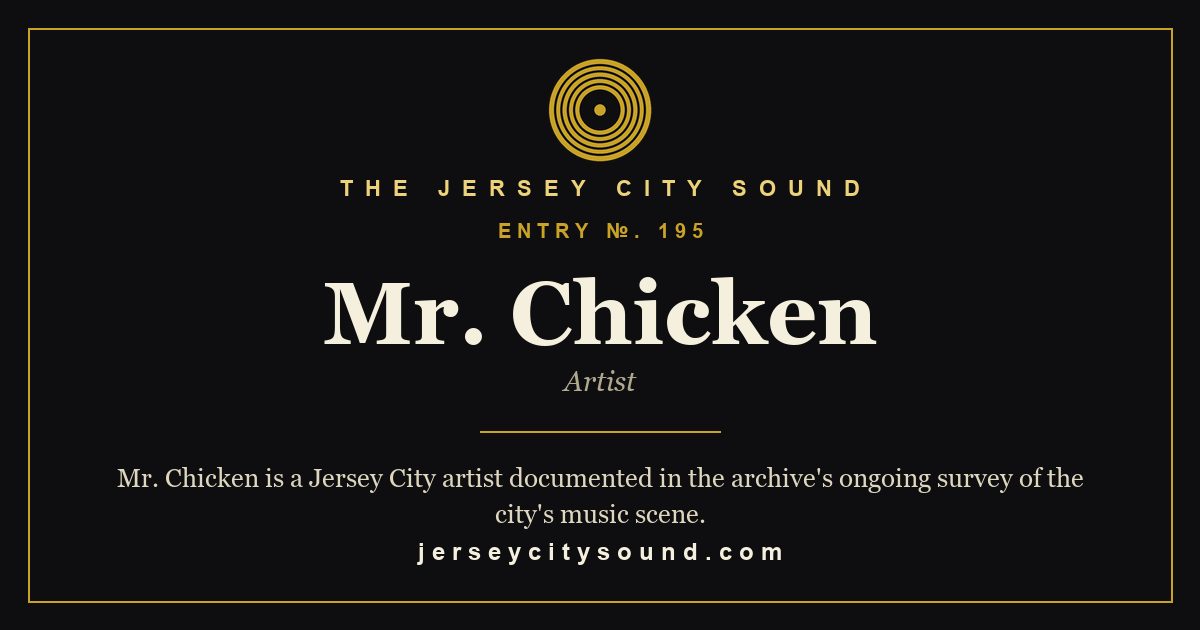 THE JERSEY CITY SOUND
ENTRY №. 195
Mr. Chicken
Artist
Mr. Chicken is a Jersey City artist documented in the archive's ongoing survey of the
city's music scene.
jerseycitysound.com